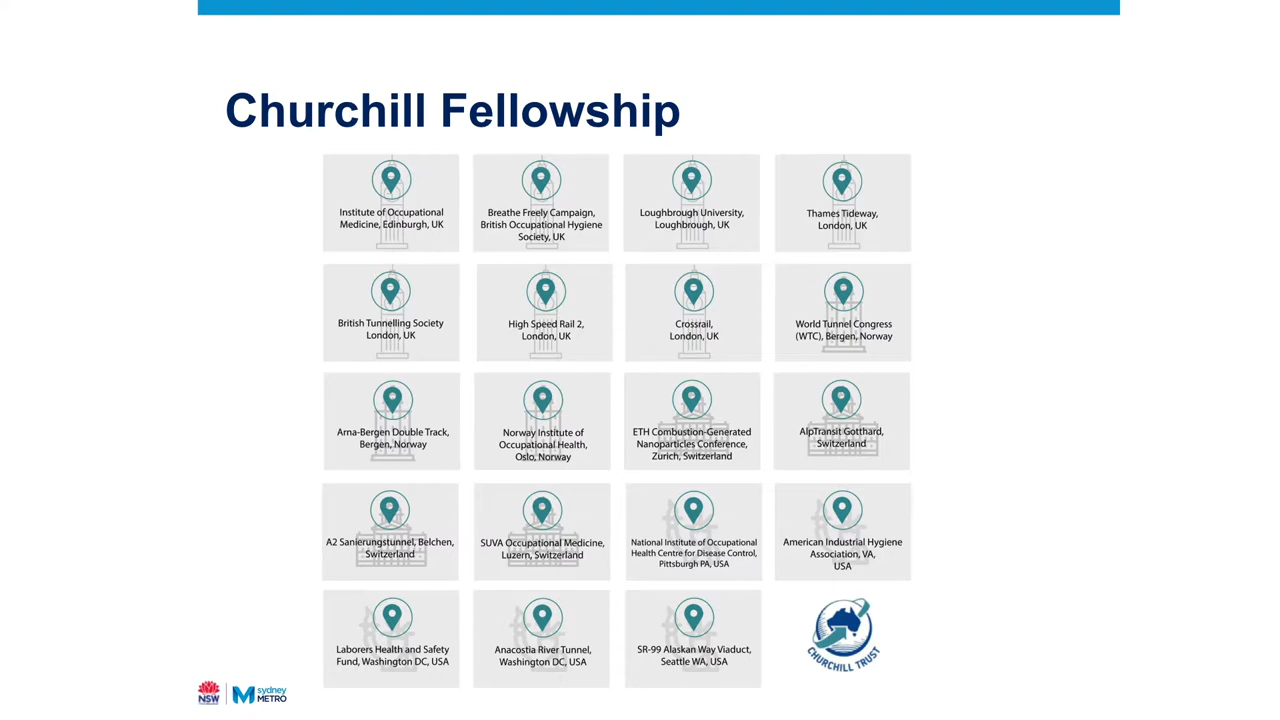 Churchill Fellowship
Institute of Occupational
Medicine, Edinburgh, UK
Breathe Freely Campaign,
British Occupational Hygiene
Society, UK
Loughbrough University,
Loughbrough, UK
Thames Tideway,
London, UK
British Tunnelling Society
London, UK
High Speed Rail 2,
London, UK
Crossrail,
London, UK
World Tunnel Congress
(WTC), Bergen, Norway
Arna-Bergen Double Track,
Bergen, Norway
Norway Institute of
Occupational Health,
Oslo, Norway
ETH Combustion-Generated
Nanoparticles Conference,
Zurich, Switzerland
AlpTransit Gotthard,
Switzerland
A2 Sanierungstunnel, Belchen,
Switzerland
SUVA Occupational Medicine,
Luzern, Switzerland
National Institute of Occupational
Health Centre for Disease Control,
Pittsburgh PA, USA
American Industrial Hygiene
Association, VA,
USA
Laborers Health and Safety
Fund, Washington DC, USA
Anacostia River Tunnel,
Washington DC, USA
SR-99 Alaskan Way Viaduct,
Seattle WA, USA
CHURCHILL TRUST
NSW
M
sydney
METRO